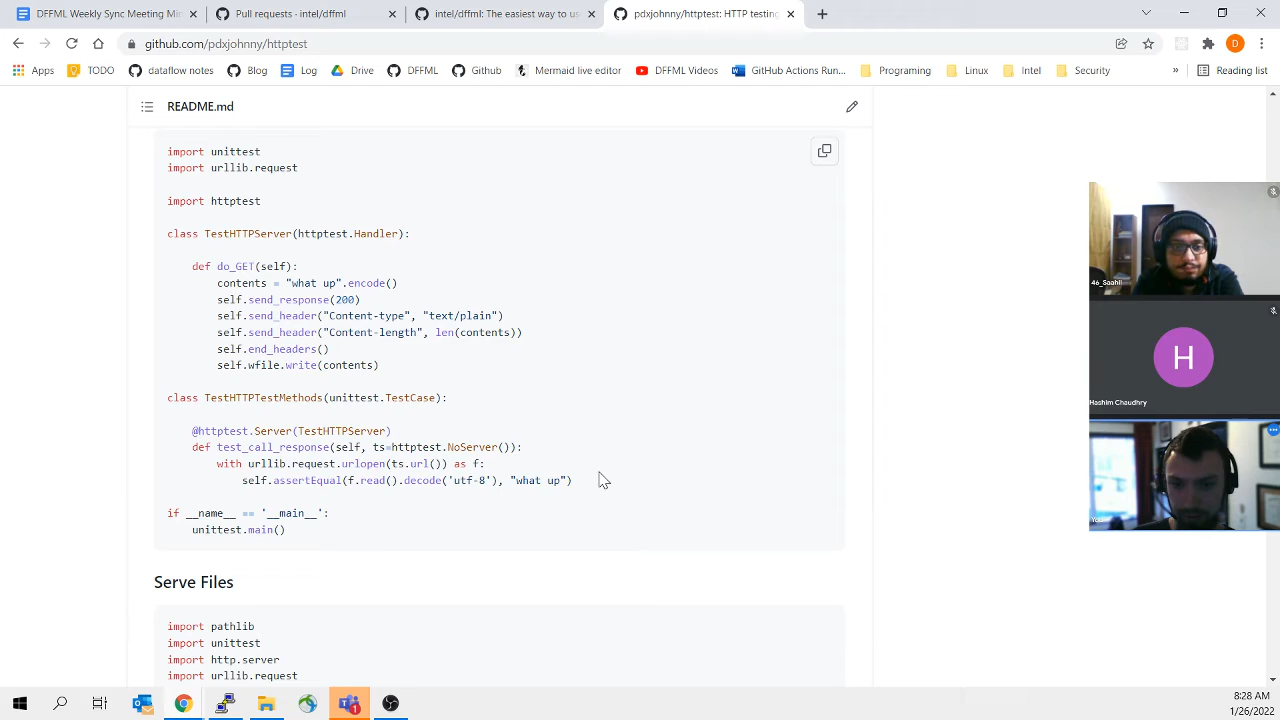 DFFML Weekly Sync Meeting Min
Pull requests - intel/dffml
intel/dffml: The easiest way to use
pdxjohnny/httptest: HTTP testing
github.com/pdxjohnny/httptest
D
Apps
TODO
dataflow notes
Blog
Log
Drive
DFFML
Github
Mermaid live editor
DFFML Videos
GitHub Actions Run...
Programing
Linux
Intel
Security
»
Reading list
README.md
import unittest
import urllib.request
import httptest
class TestHTTPServer(httptest.Handler):
def do_GET(self):
contents = "what up".encode()
self.send_response(200)
self.send_header("Content-type", "text/plain")
self.send_header("Content-length", len(contents))
self.end_headers()
self.wfile.write(contents)
class TestHTTPTestMethods(unittest.TestCase):
@httptest.Server(TestHTTPServer)
def test_call_response(self, ts=httptest.NoServer()):
with urllib.request.urlopen(ts.url()) as f:
self.assertEqual(f.read().decode('utf-8'), "what up")
if __name__ == '__main__':
unittest.main()
Serve Files
import pathlib
import unittest
import http.server
import urllib.request
46_Saahil
H
Hashim Chaudhry
You
1
8:28 AM
1/26/2022